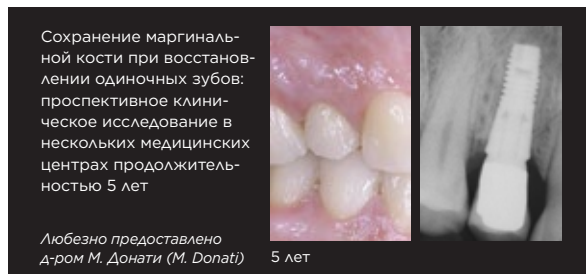 Сохранение маргиналь-
ной кости при восстанов-
лении одиночных зубов:
проспективное клини-
ческое исследование в
нескольких медицинских
центрах продолжитель-
ностью 5 лет
Любезно предоставлено
д-ром М. Донати (M. Donati)
5 лет